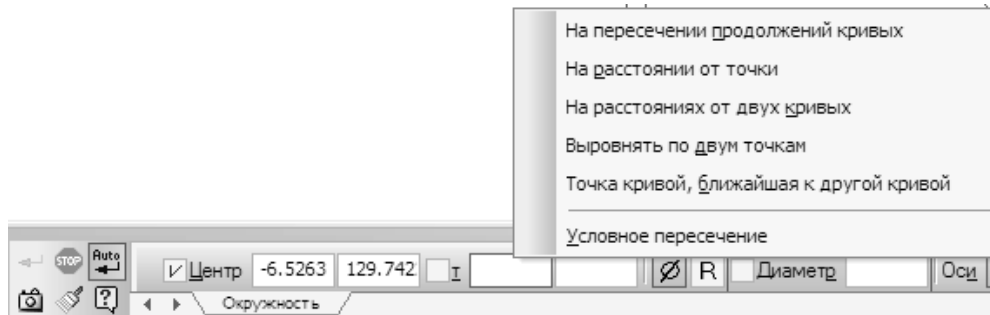 На пересечении продолжений кривых
На расстоянии от точки
На расстояниях от двух кривых
Выровнять по двум точкам
Точка кривой, ближайшая к другой кривой
Условное пересечение
STOP Auto Центр -6.5263 129.742 т R Диаметр Оси
Окружность